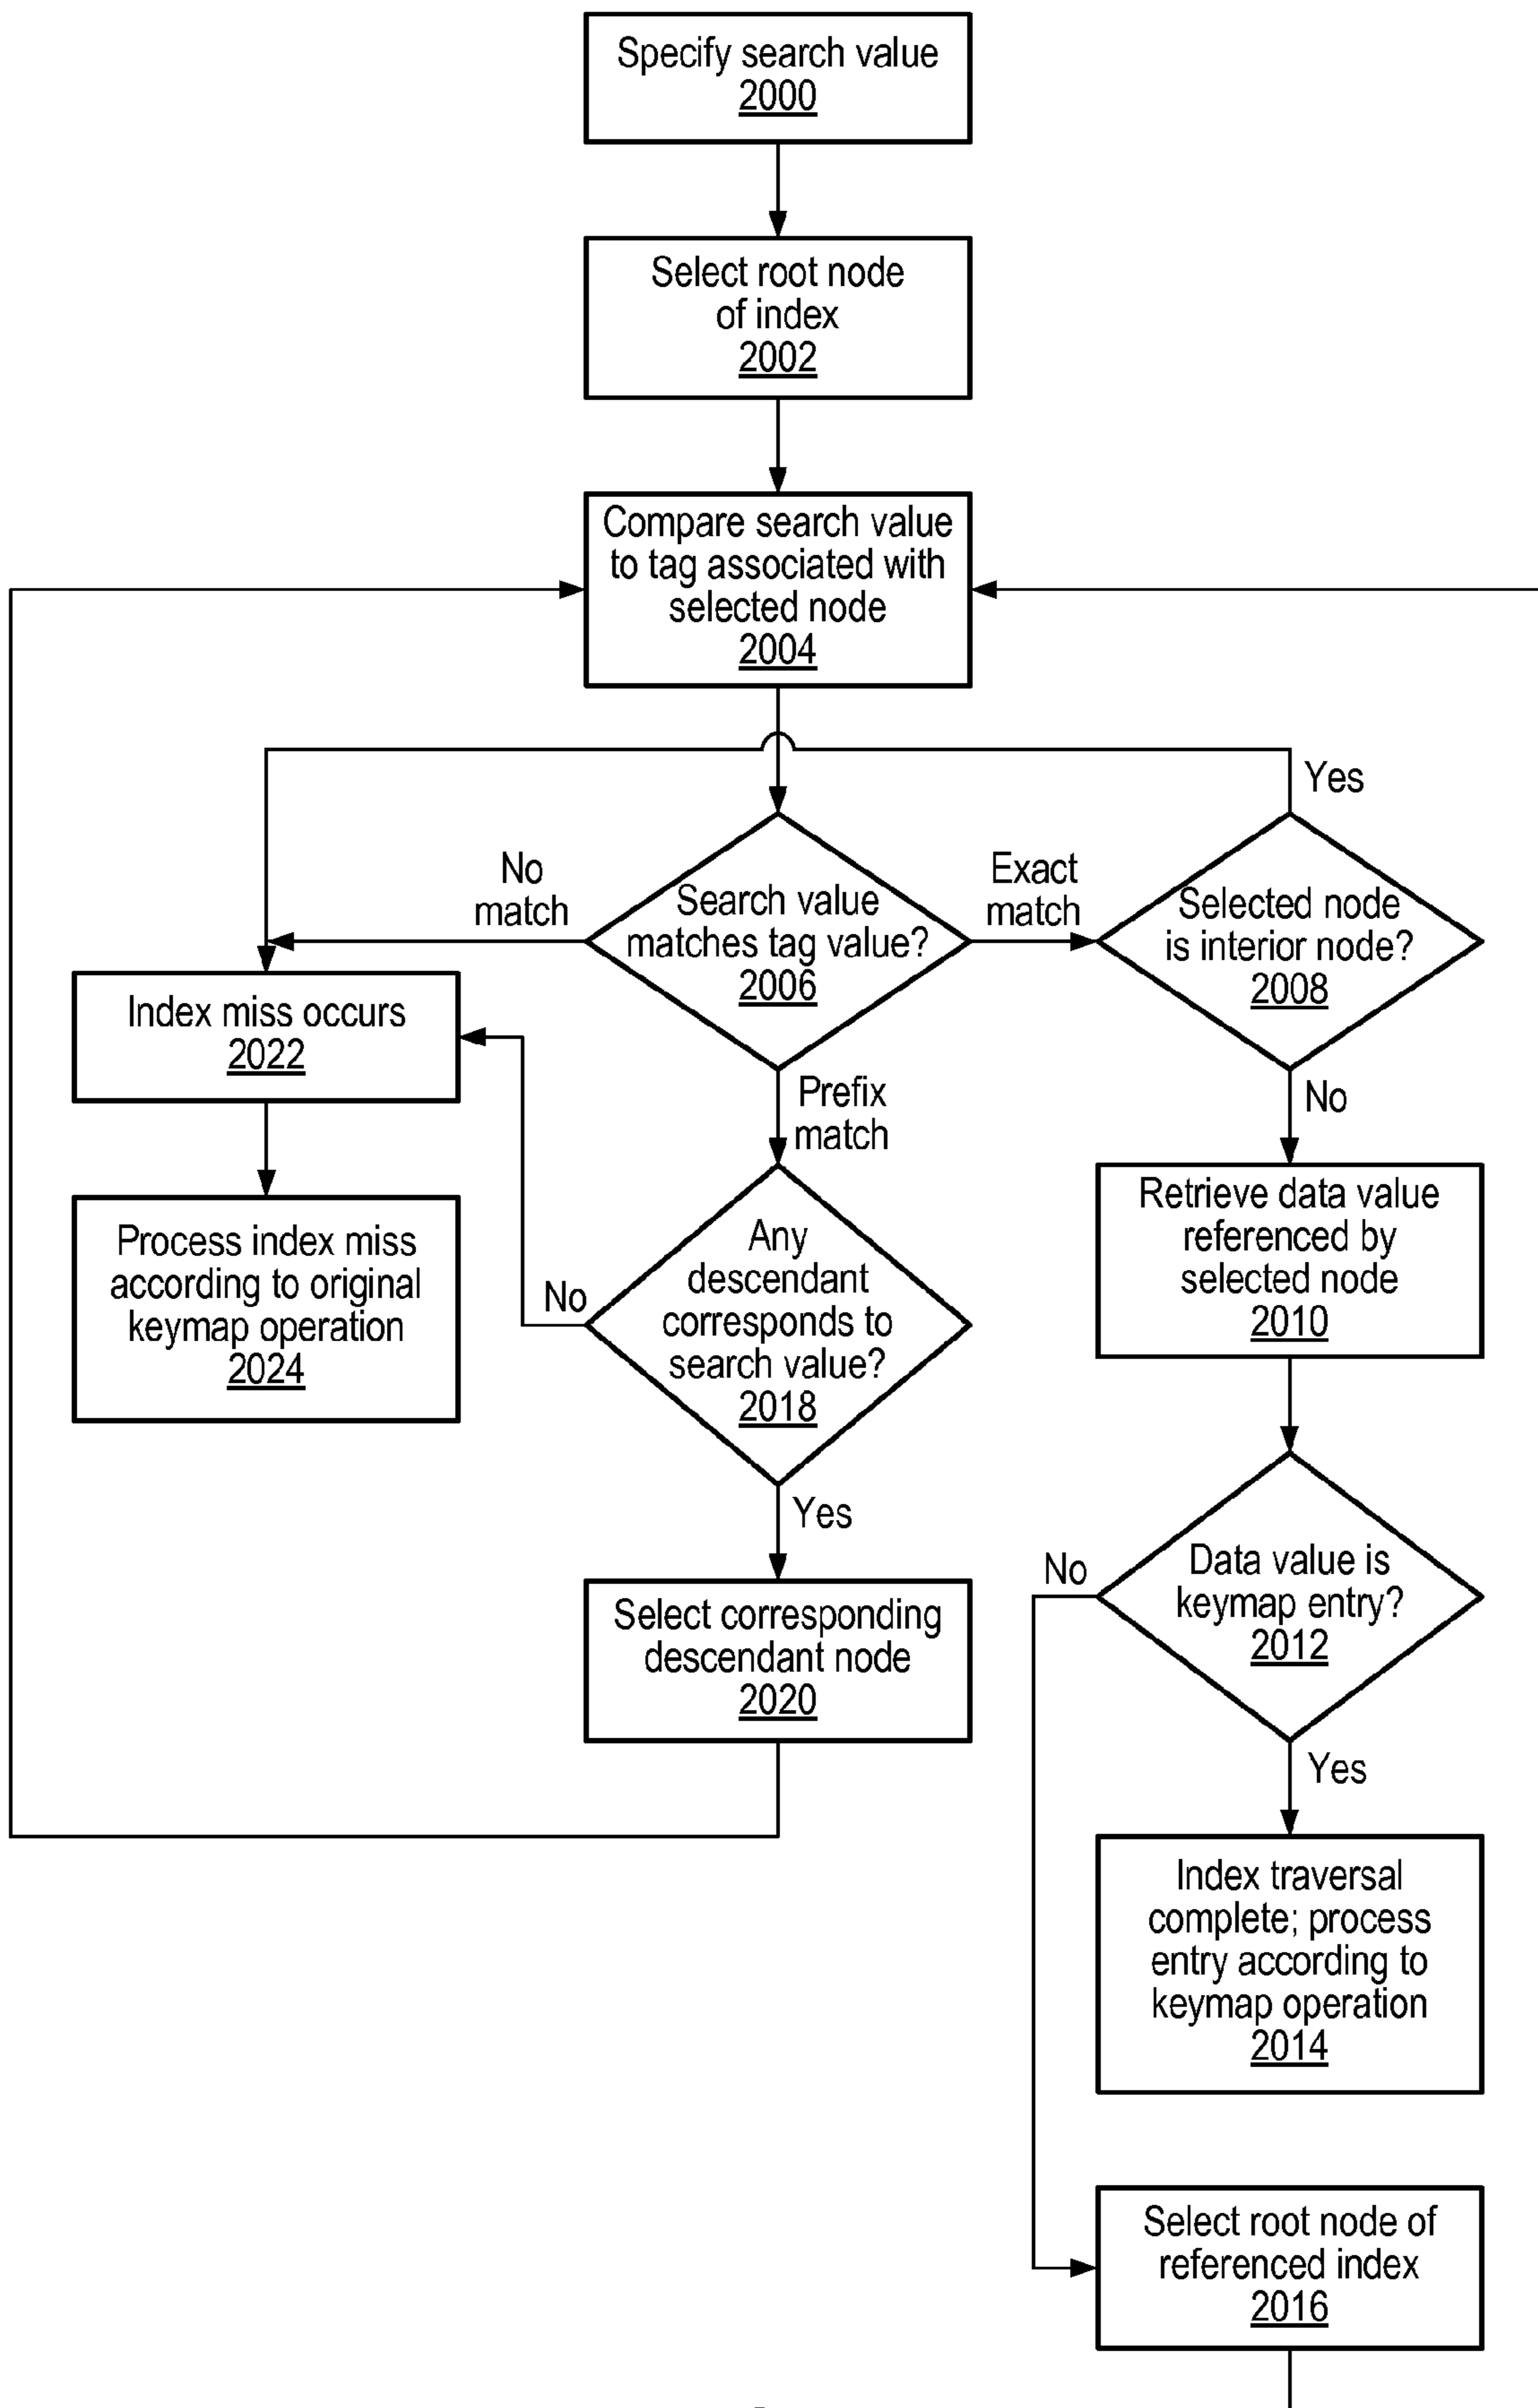 Specify search value
2000
Select root node
of index
2002
Compare search value
to tag associated with
selected node
2004
Yes
No
match
Search value
matches tag value?
2006
Exact
match
Selected node
is interior node?
2008
Index miss occurs
2022
Prefix
match
No
Process index miss
according to original
keymap operation
2024
No
Any
descendant
corresponds to
search value?
2018
Retrieve data value
referenced by
selected node
2010
Yes
No
Data value is
keymap entry?
2012
Select corresponding
descendant node
2020
Yes
Index traversal
complete; process
entry according to
keymap operation
2014
Select root node of
referenced index
2016